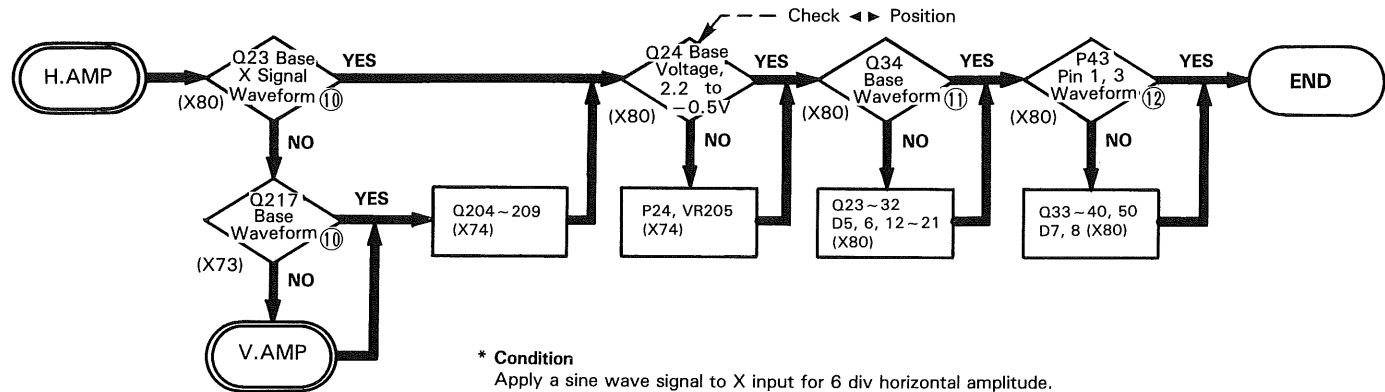 Check ◄ ► Position
H.AMP
Q23 Base
X Signal
Waveform ⑩
(X80)
YES
NO
Q24 Base
Voltage,
2.2 to
−0.5V
(X80)
YES
NO
Q34
Base
Waveform ⑪
(X80)
YES
NO
P43
Pin 1, 3
Waveform ⑫
(X80)
YES
NO
END
Q217
Base
Waveform ⑩
(X73)
YES
NO
Q204~209
(X74)
P24, VR205
(X74)
Q23~32
D5, 6, 12~21
(X80)
Q33~40, 50
D7, 8 (X80)
V.AMP
* Condition
Apply a sine wave signal to X input for 6 div horizontal amplitude.